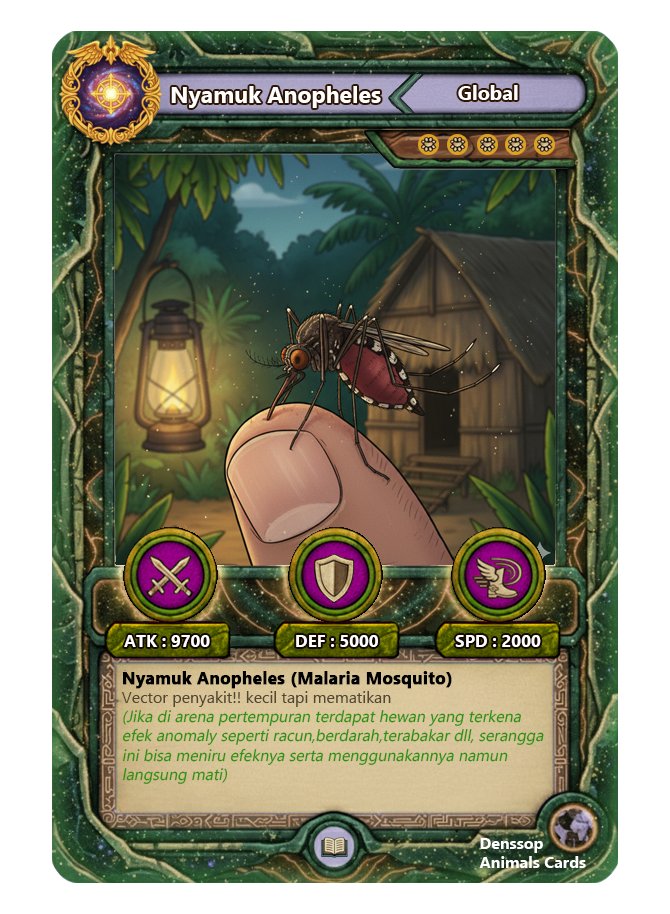 Nyamuk Anopheles
Global
ATK : 9700
DEF : 5000
SPD : 2000
Nyamuk Anopheles (Malaria Mosquito)
Vector penyakit!! kecil tapi mematikan
(Jika di arena pertempuran terdapat hewan yang terkena
efek anomaly seperti racun,berdarah,terabakar dll, serangga
ini bisa meniru efeknya serta menggunakannya namun
langsung mati)
Denssop
Animals Cards